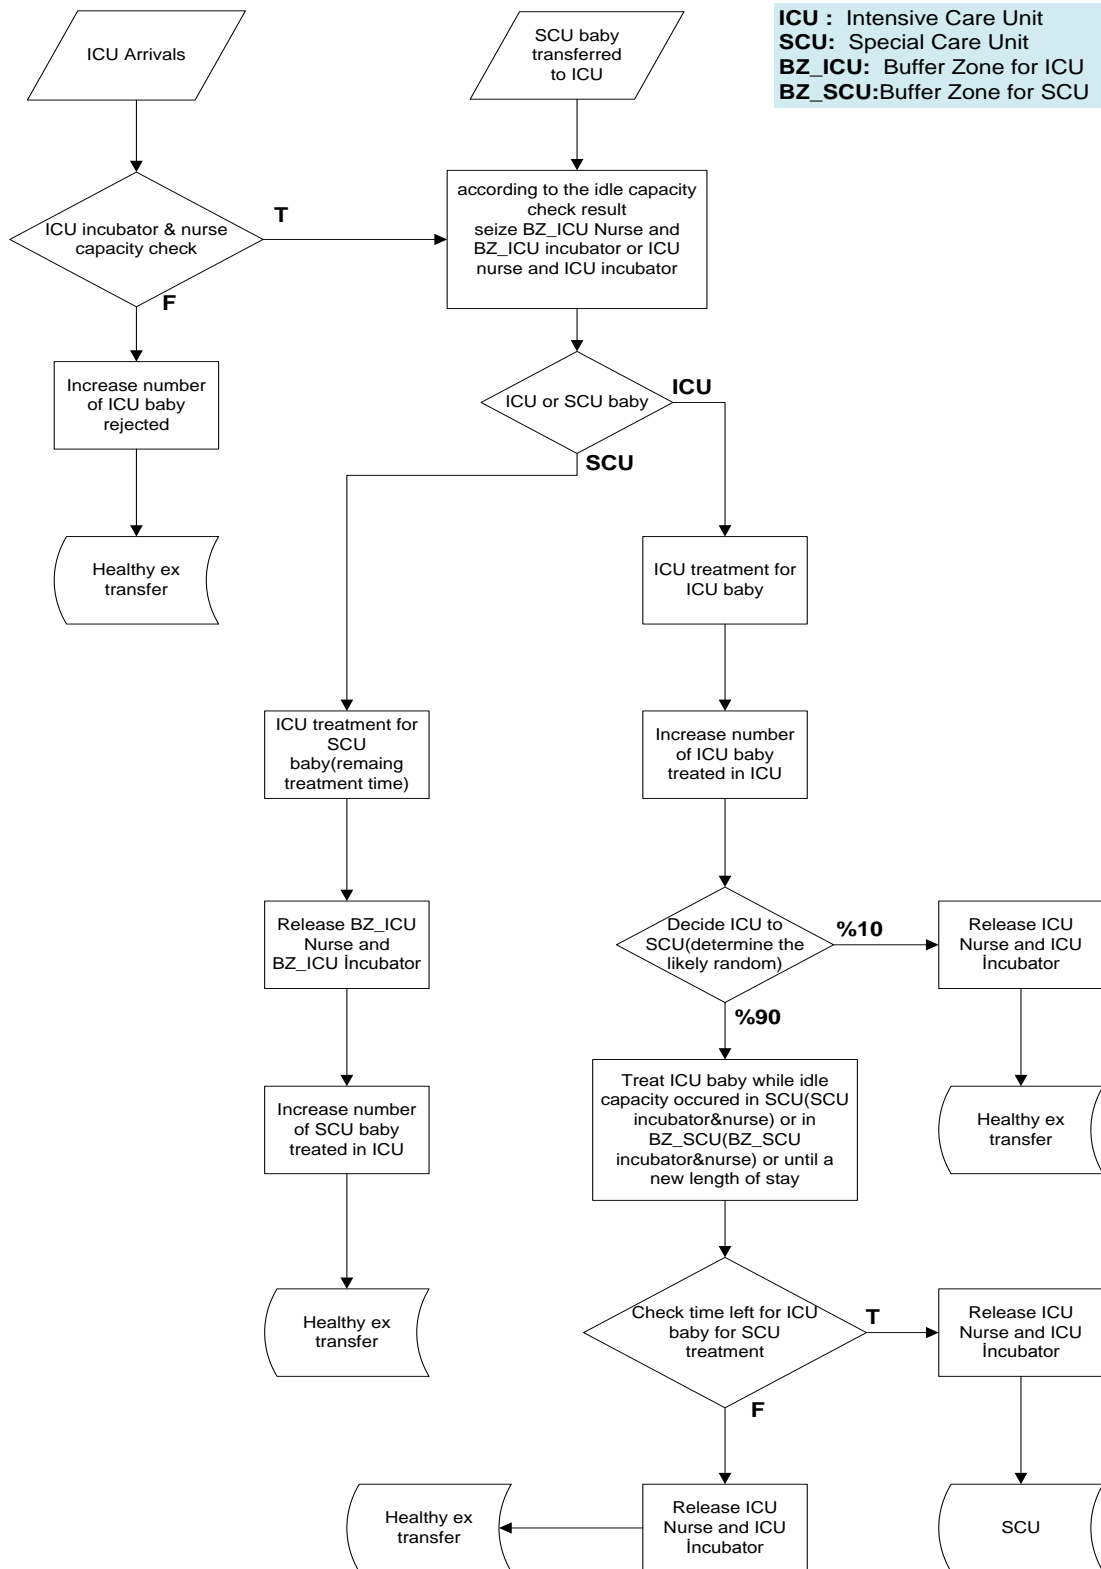 ICU Arrivals
SCU baby
transferred
to ICU
ICU : Intensive Care Unit
SCU: Special Care Unit
BZ_ICU: Buffer Zone for ICU
BZ_SCU:Buffer Zone for SCU
ICU incubator & nurse
capacity check
T
F
according to the idle capacity
check result
seize BZ_ICU Nurse and
BZ_ICU incubator or ICU
nurse and ICU incubator
Increase number
of ICU baby
rejected
ICU or SCU baby
ICU
SCU
Healthy ex
transfer
ICU treatment for
ICU baby
ICU treatment for
SCU
baby(remaing
treatment time)
Increase number
of ICU baby
treated in ICU
Release BZ_ICU
Nurse and
BZ_ICU İncubator
Decide ICU to
SCU(determine the
likely random)
%10
%90
Release ICU
Nurse and ICU
İncubator
Increase number
of SCU baby
treated in ICU
Treat ICU baby while idle
capacity occured in SCU(SCU
incubator&nurse) or in
BZ_SCU(BZ_SCU
incubator&nurse) or until a
new length of stay
Healthy ex
transfer
Healthy ex
transfer
Check time left for ICU
baby for SCU
treatment
T
F
Release ICU
Nurse and ICU
İncubator
Healthy ex
transfer
Release ICU
Nurse and ICU
İncubator
SCU